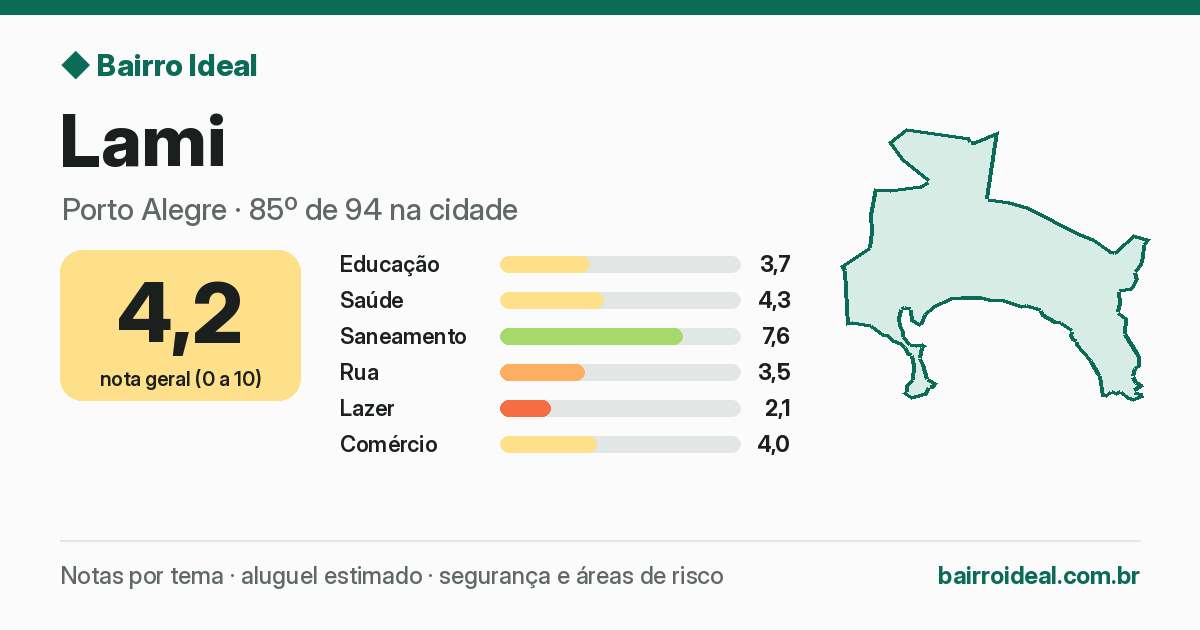 Bairro Ideal
Lami
Porto Alegre · 85º de 94 na cidade
4,2
nota geral (0 a 10)
Educação 3,7
Saúde 4,3
Saneamento 7,6
Rua 3,5
Lazer 2,1
Comércio 4,0
Notas por tema · aluguel estimado · segurança e áreas de risco
bairroideal.com.br